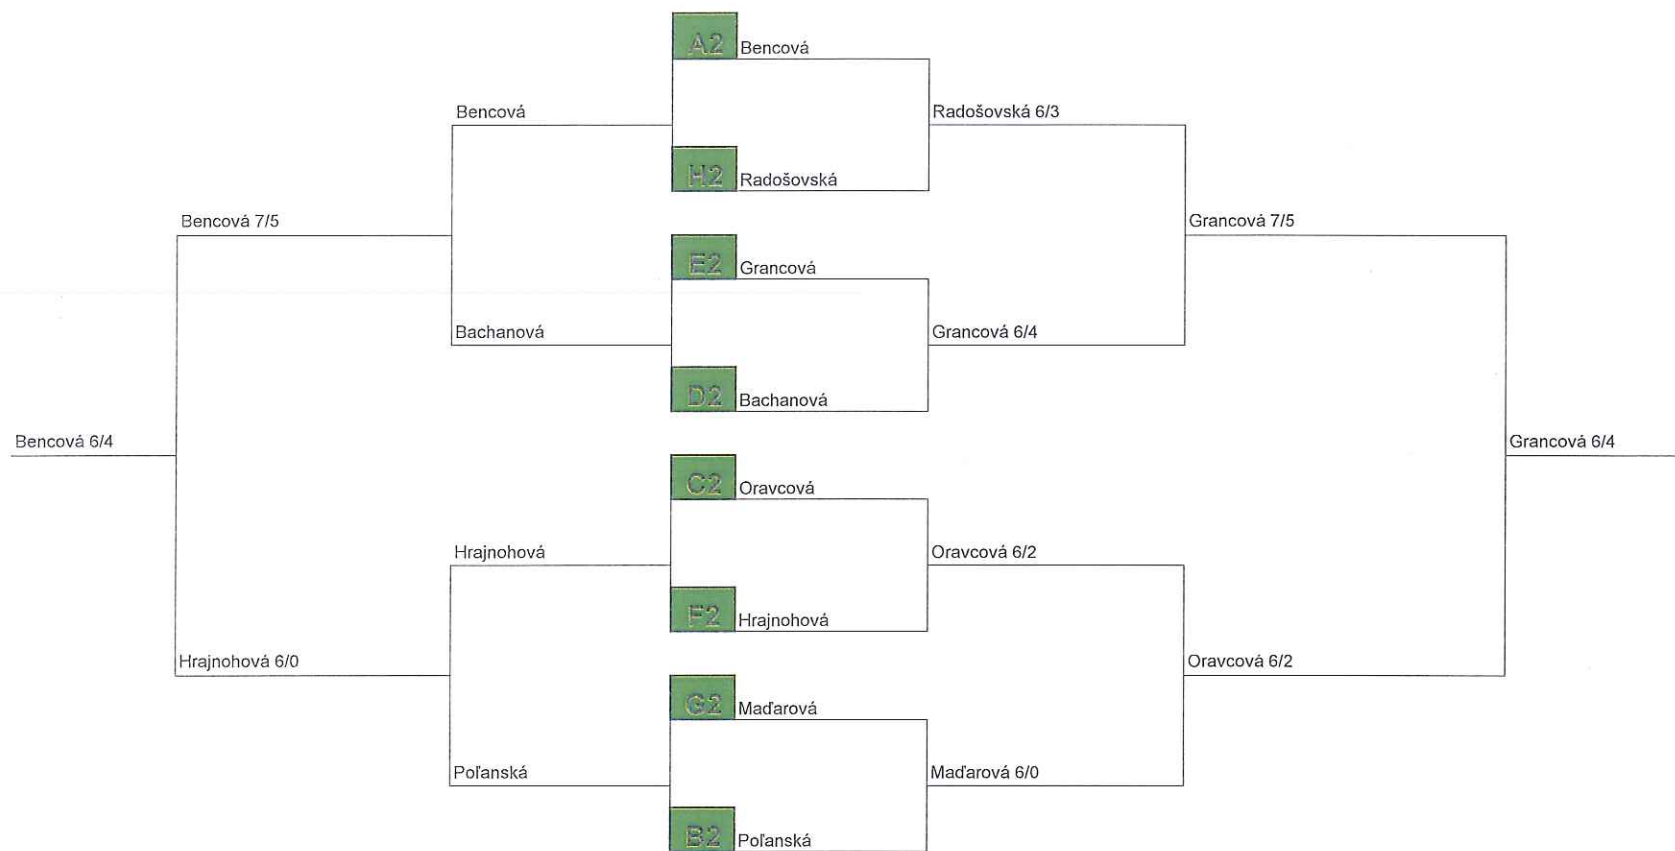 A2 Bencová
Bencová
Radošovská 6/3
H2 Radošovská
Bencová 7/5
Grancová 7/5
E2 Grancová
Bachanová
Grancová 6/4
D2 Bachanová
Bencová 6/4
Grancová 6/4
C2 Oravcová
Hrajnohová
Oravcová 6/2
F2 Hrajnohová
Hrajnohová 6/0
Oravcová 6/2
G2 Maďarová
Poľanská
Maďarová 6/0
B2 Poľanská